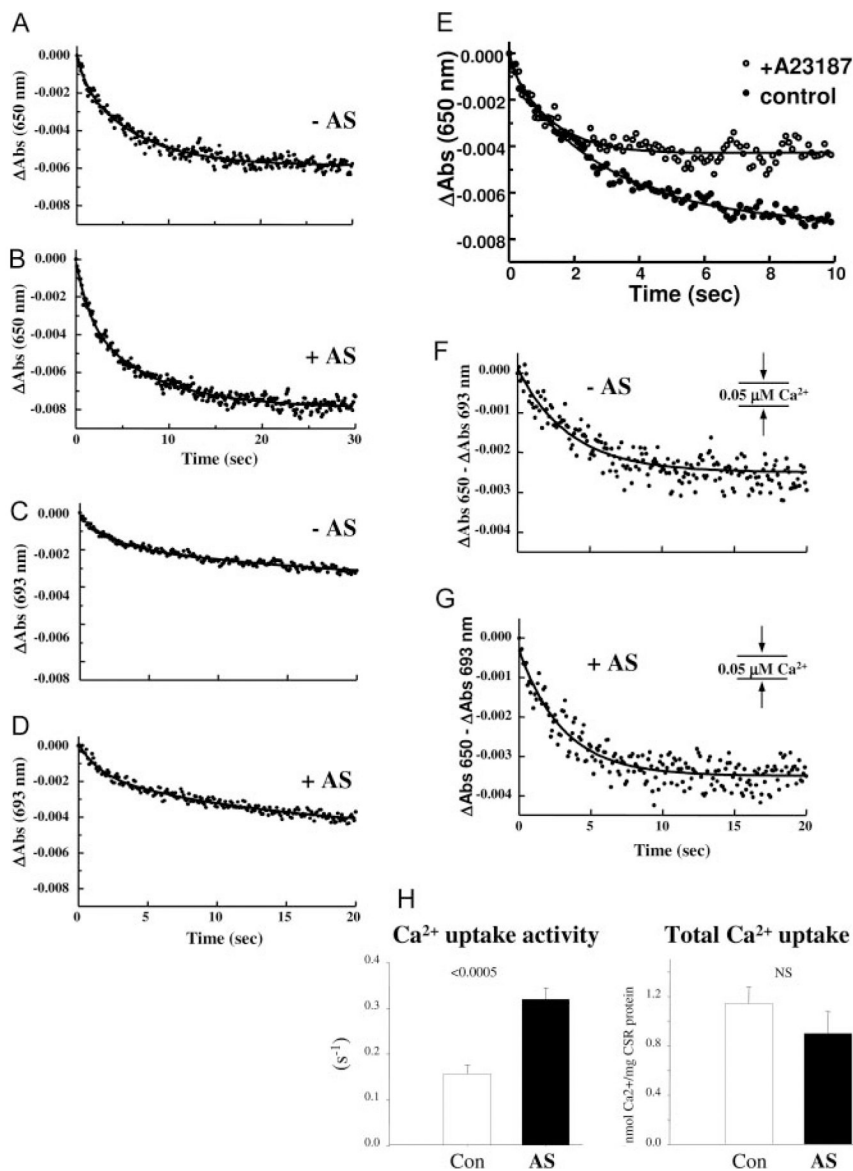 A
0.000
-0.002
-0.004
-0.006
-0.008
0
10
20
30
ΔAbs (650 nm)
- AS
B
0.000
-0.002
-0.004
-0.006
-0.008
0
10
20
30
ΔAbs (650 nm)
+ AS
Time (sec)
C
0.000
-0.002
-0.004
-0.006
-0.008
ΔAbs (693 nm)
- AS
D
0.000
-0.002
-0.004
-0.006
-0.008
0
5
10
15
20
ΔAbs (693 nm)
+ AS
Time (sec)
E
0.000
-0.002
-0.004
-0.006
-0.008
0
2
4
6
8
10
ΔAbs (650 nm)
+A23187
control
Time (sec)
F
0.000
-0.001
-0.002
-0.003
-0.004
ΔAbs 650 - ΔAbs 693 nm
- AS
0.05 µM Ca²⁺
G
0.000
-0.001
-0.002
-0.003
-0.004
0
5
10
15
20
ΔAbs 650 - ΔAbs 693 nm
+ AS
0.05 µM Ca²⁺
Time (sec)
H
Ca²⁺ uptake activity
<0.0005
0.4
0.3
0.2
0.1
0.0
(s⁻¹)
Con
AS
Total Ca²⁺ uptake
NS
1.2
0.8
0.4
0.0
nmol Ca2+/mg CSR protein
Con
AS